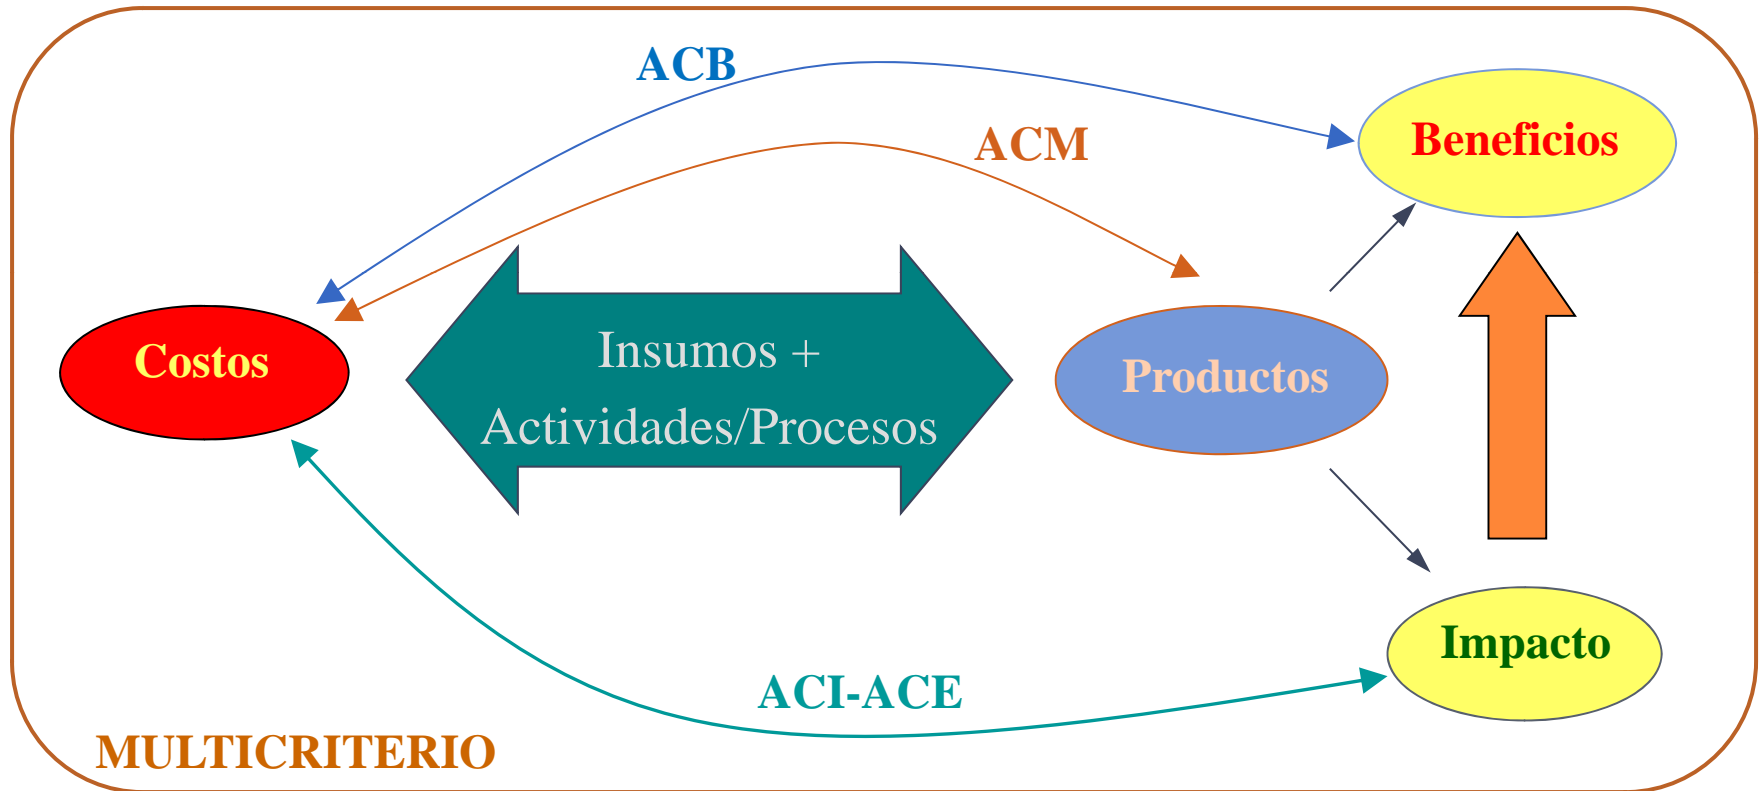 ACB
ACM
Beneficios
Costos
Insumos +
Actividades/Procesos
Productos
Impacto
ACI-ACE
MULTICRITERIO